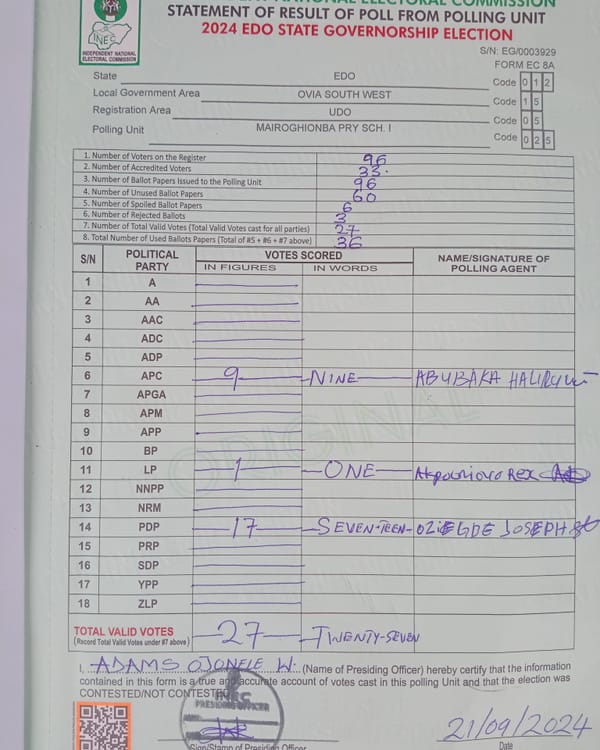 INDEPENDENT NATIONAL ELECTORAL COMMISSION
STATEMENT OF RESULT OF POLL FROM POLLING UNIT
2024 EDO STATE GOVERNORSHIP ELECTION
INEC
INDEPENDENT NATIONAL
ELECTORAL COMMISSION
S/N: EG/0003929
FORM EC 8A
State EDO Code 0 1 2
Local Government Area OVIA SOUTH WEST Code 1 5
Registration Area UDO Code 0 5
Polling Unit MAIROGHIONBA PRY SCH. I Code 0 2 5
1. Number of Voters on the Register 96
2. Number of Accredited Voters 33.
3. Number of Ballot Papers Issued to the Polling Unit 96
4. Number of Unused Ballot Papers 60
5. Number of Spoiled Ballot Papers 6
6. Number of Rejected Ballots 3
7. Number of Total Valid Votes (Total Valid Votes cast for all parties) 27
8. Total Number of Used Ballots Papers (Total of #5 + #6 + #7 above) 36
S/N POLITICAL PARTY VOTES SCORED NAME/SIGNATURE OF POLLING AGENT
IN FIGURES IN WORDS
1 A
2 AA
3 AAC
4 ADC
5 ADP
6 APC 9 NINE ABUBAKA
7 APGA
8 APM
9 APP
10 BP
11 LP 1 ONE Rex
12 NNPP
13 NRM
14 PDP 17 SEVEN-TEEN JOSEPH
15 PRP
16 SDP
17 YPP
18 ZLP
ORIGINAL
TOTAL VALID VOTES 27 TWENTY-SEVEN
(Record Total Valid Votes under #7 above)
I, ADAMS OJONELE W. (Name of Presiding Officer) hereby certify that the information
contained in this form is a true and accurate account of votes cast in this polling Unit and that the election was
CONTESTED/NOT CONTESTED
INEC
PRESIDING OFFICER
21/09/2024
Sign/Stamp of Presiding Officer Date